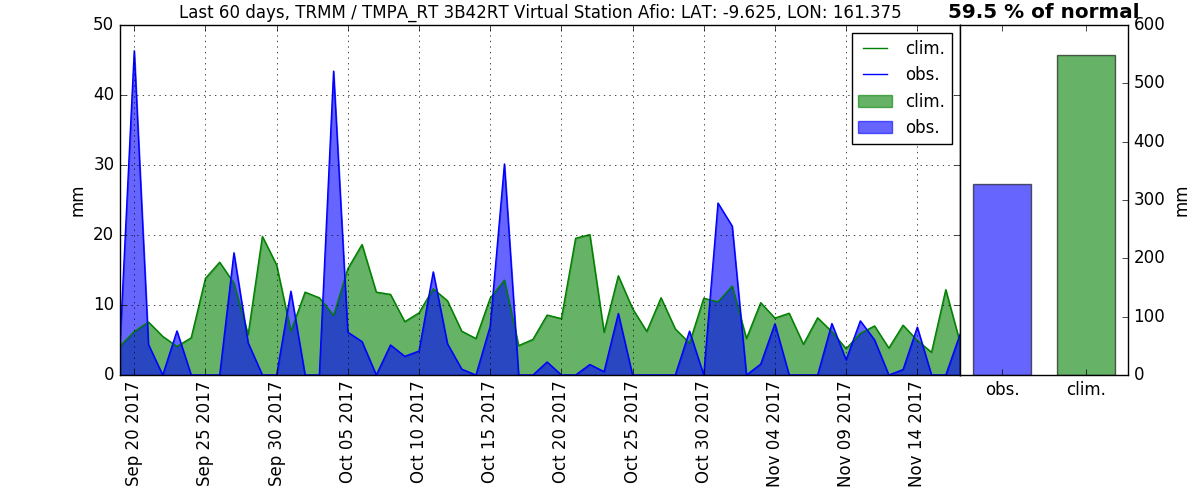 Last 60 days, TRMM / TMPA_RT 3B42RT Virtual Station Afio: LAT: -9.625, LON: 161.375
59.5 % of normal
50
40
30
20
10
0
mm
clim.
obs.
clim.
obs.
Sep 20 2017
Sep 25 2017
Sep 30 2017
Oct 05 2017
Oct 10 2017
Oct 15 2017
Oct 20 2017
Oct 25 2017
Oct 30 2017
Nov 04 2017
Nov 09 2017
Nov 14 2017
600
500
400
300
200
100
0
mm
obs.
clim.